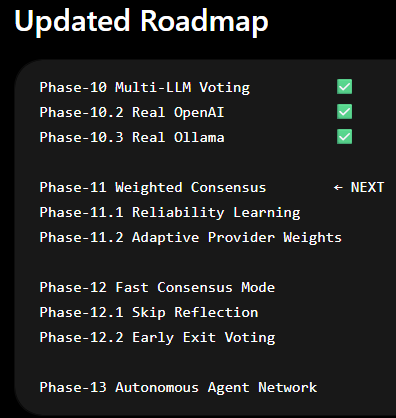 Updated Roadmap
Phase-10 Multi-LLM Voting ✅
Phase-10.2 Real OpenAI ✅
Phase-10.3 Real Ollama ✅
Phase-11 Weighted Consensus ← NEXT
Phase-11.1 Reliability Learning
Phase-11.2 Adaptive Provider Weights
Phase-12 Fast Consensus Mode
Phase-12.1 Skip Reflection
Phase-12.2 Early Exit Voting
Phase-13 Autonomous Agent Network